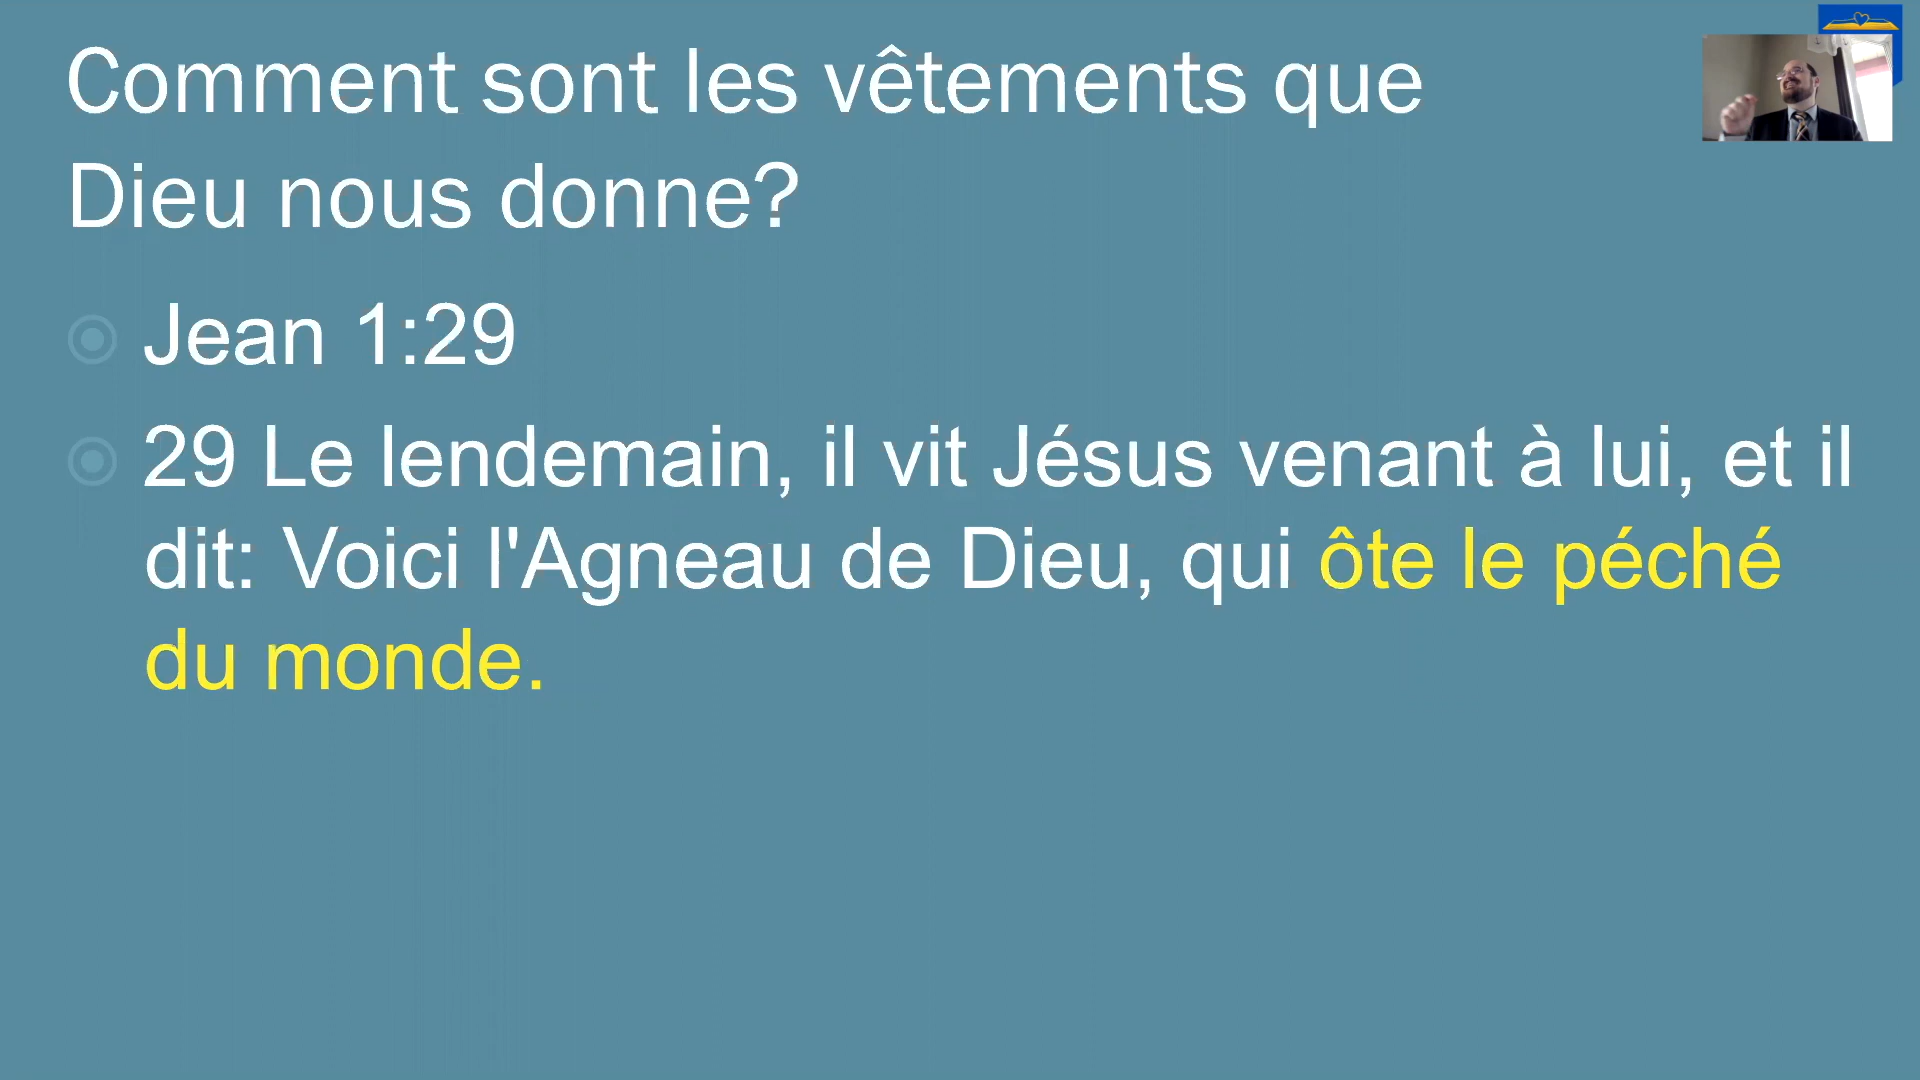 Comment sont les vêtements que
Dieu nous donne?
Jean 1:29
29 Le lendemain, il vit Jésus venant à lui, et il
dit: Voici l'Agneau de Dieu, qui ôte le péché
du monde.